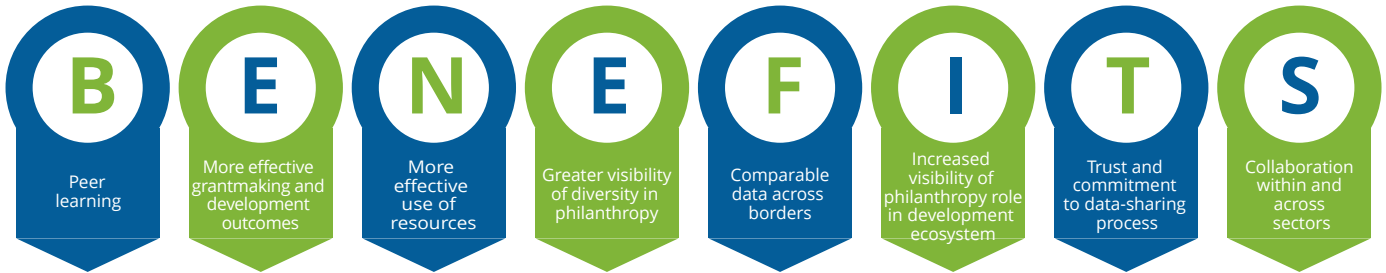 B E N E F I T S
Peer
learning
More effective
grantmaking and
development
outcomes
More
effective
use of
resources
Greater visibility
of diversity in
philanthropy
Comparable
data across
borders
Increased
visibility of
philanthropy role
in development
ecosystem
Trust and
commitment
to data-sharing
process
Collaboration
within and
across
sectors